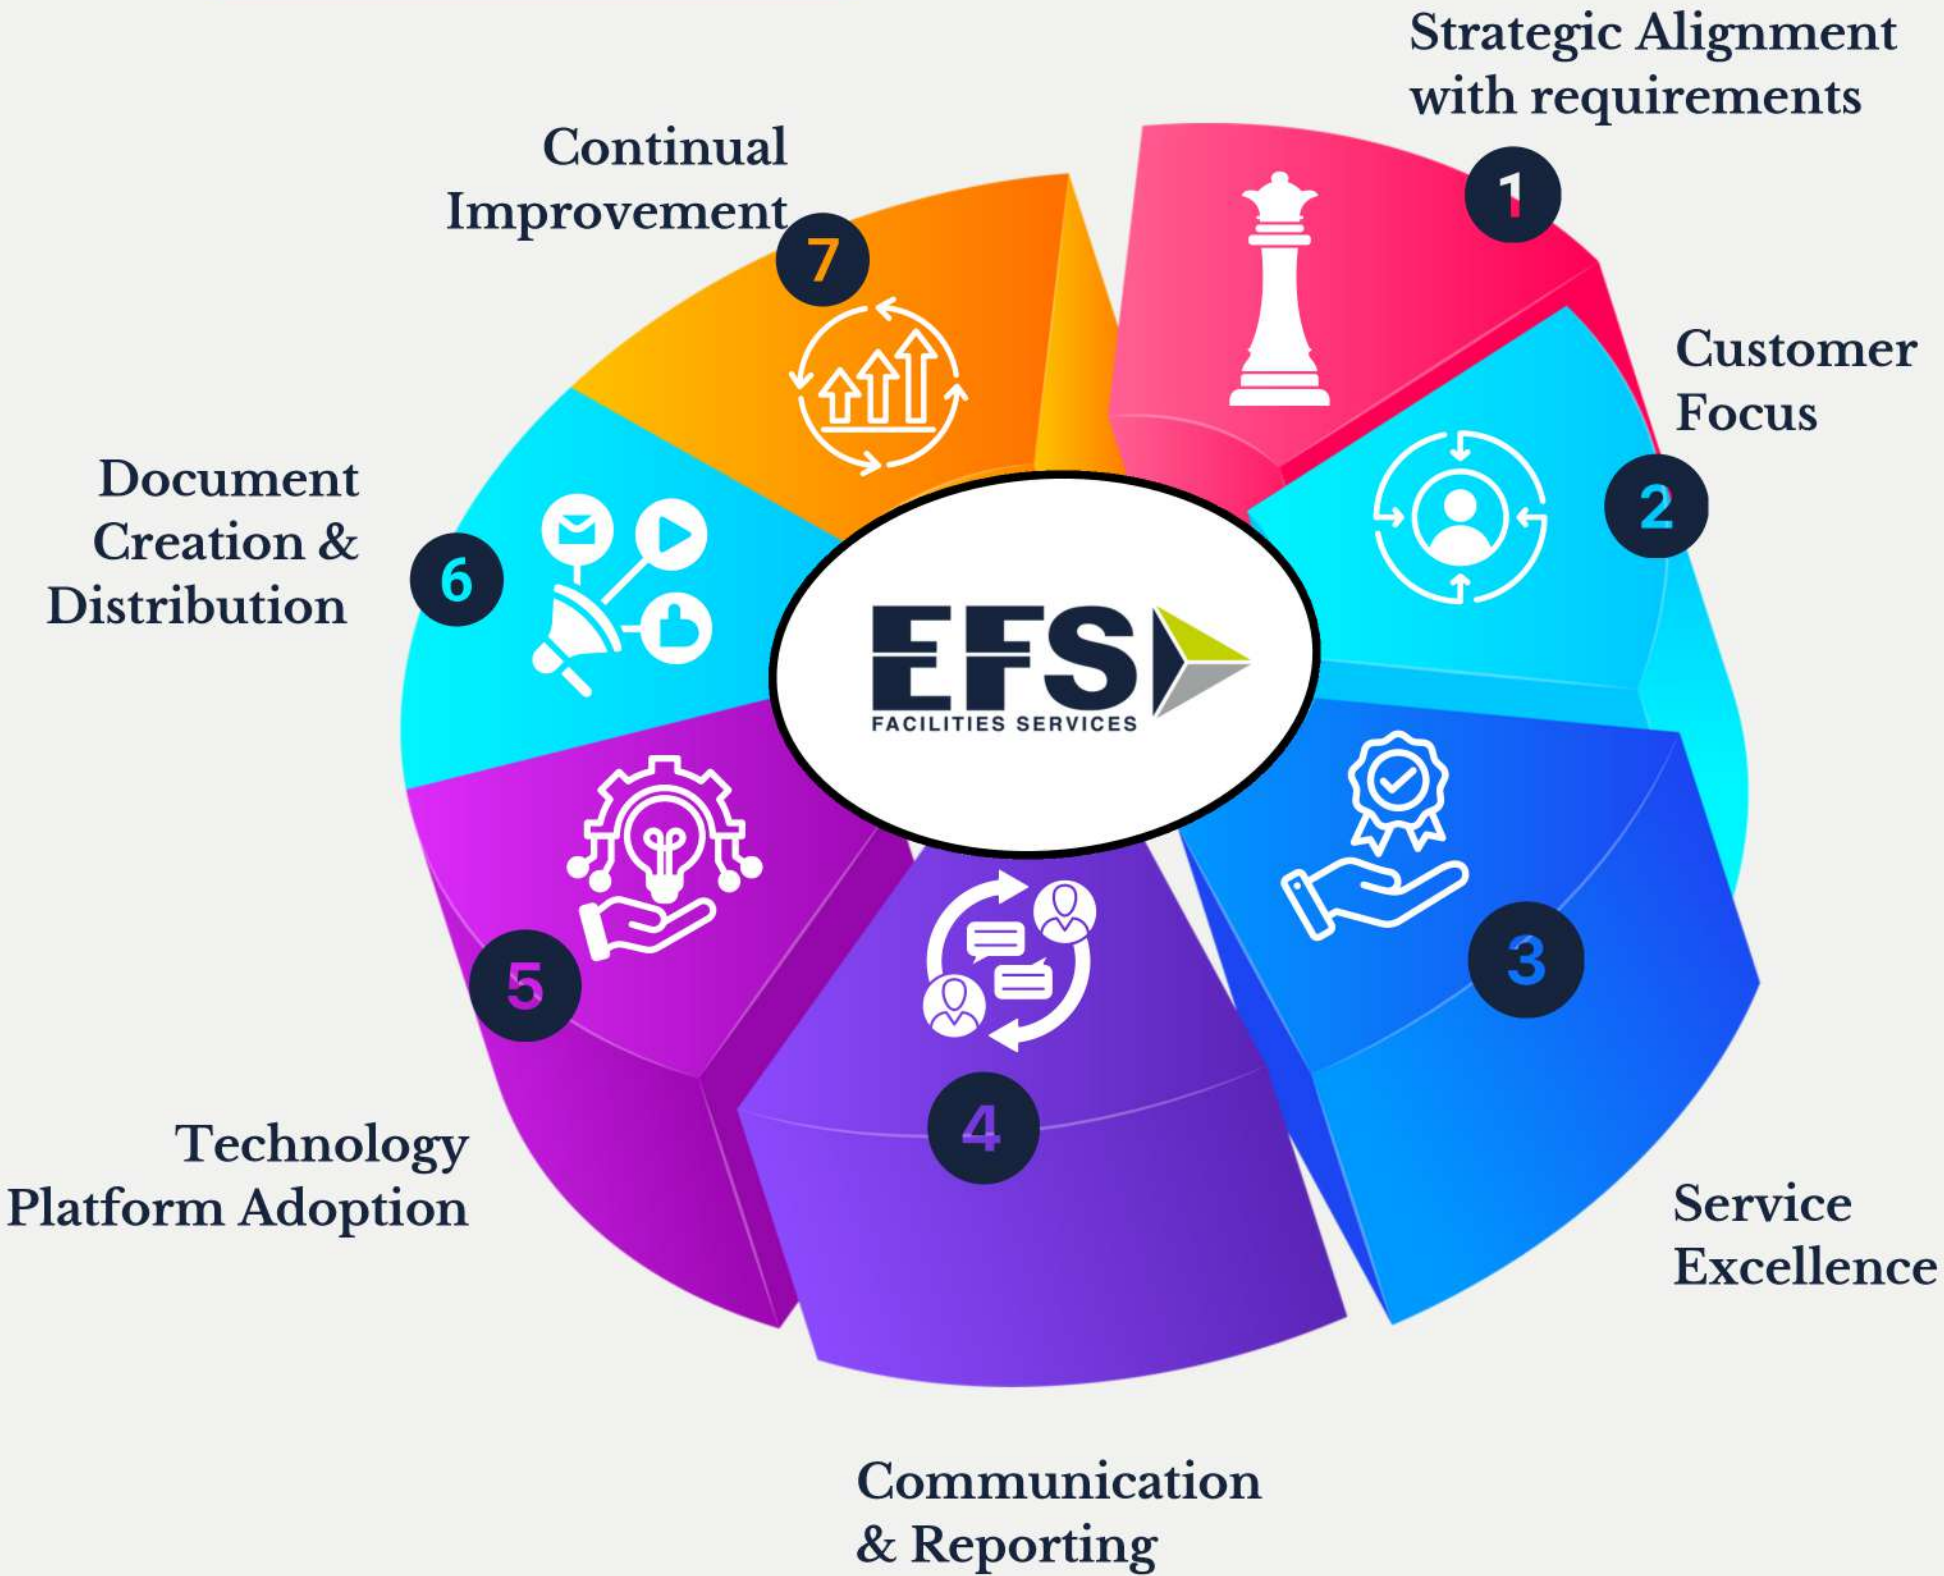 Strategic Alignment
with requirements
1
Customer
Focus
2
Service
Excellence
3
Communication
& Reporting
4
Technology
Platform Adoption
5
Document
Creation &
Distribution
6
Continual
Improvement
7
EFS
FACILITIES SERVICES